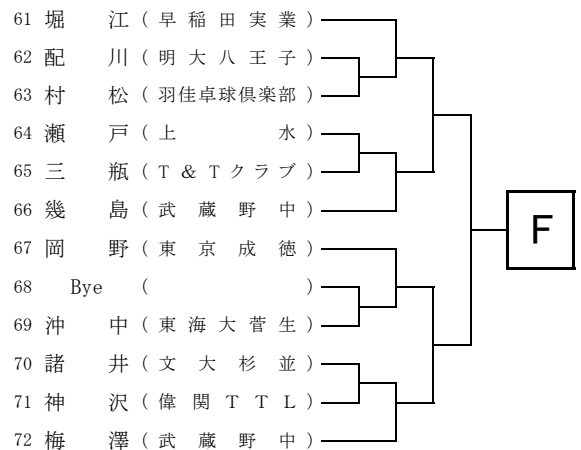 61 堀 江 ( 早 稲 田 実 業 )
62 配 川 ( 明 大 八 王 子 )
63 村 松 ( 羽佳卓球倶楽部 )
64 瀬 戸 ( 上 水 )
65 三 瓶 ( T & T ク ラ ブ )
66 幾 島 ( 武 蔵 野 中 )
67 岡 野 ( 東 京 成 徳 )
68 Bye ( )
69 沖 中 ( 東 海 大 菅 生 )
70 諸 井 ( 文 大 杉 並 )
71 神 沢 ( 偉 関 T T L )
72 梅 澤 ( 武 蔵 野 中 )
F